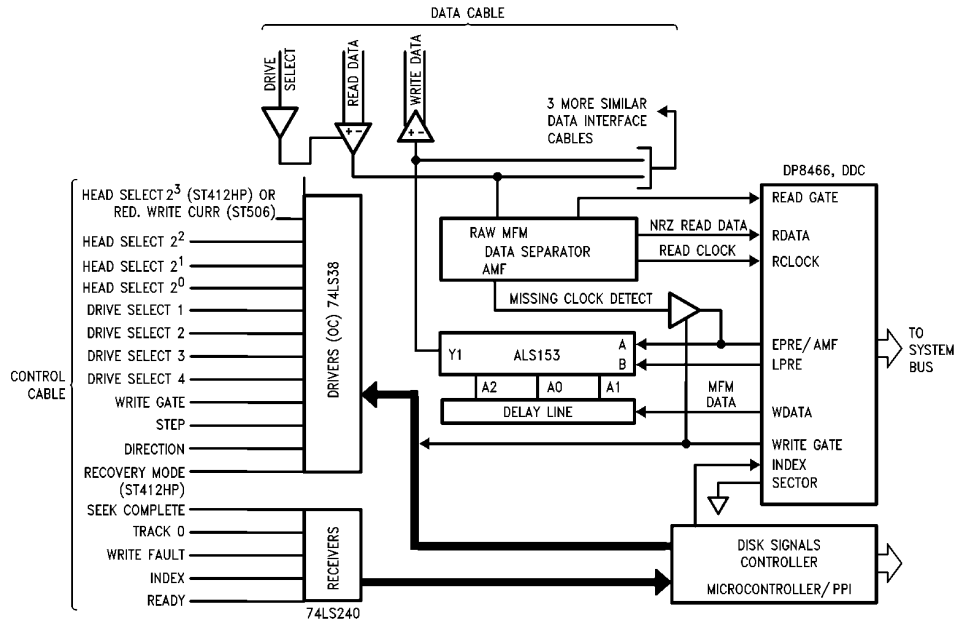 DATA CABLE
DRIVE
SELECT
READ DATA
WRITE DATA
+ -
+ -
3 MORE SIMILAR
DATA INTERFACE
CABLES
DP8466, DDC
READ GATE
RDATA
RCLOCK
EPRE/AMF
LPRE
WDATA
WRITE GATE
INDEX
SECTOR
TO
SYSTEM
BUS
RAW MFM
DATA SEPARATOR
AMF
NRZ READ DATA
READ CLOCK
MISSING CLOCK DETECT
Y1
ALS153
A
B
A2
A0
A1
DELAY LINE
MFM
DATA
CONTROL
CABLE
HEAD SELECT 2³ (ST412HP) OR
RED. WRITE CURR (ST506)
HEAD SELECT 2²
HEAD SELECT 2¹
HEAD SELECT 2⁰
DRIVE SELECT 1
DRIVE SELECT 2
DRIVE SELECT 3
DRIVE SELECT 4
WRITE GATE
STEP
DIRECTION
RECOVERY MODE
(ST412HP)
SEEK COMPLETE
TRACK 0
WRITE FAULT
INDEX
READY
DRIVERS (OC) 74LS38
RECEIVERS
74LS240
DISK SIGNALS
CONTROLLER
MICROCONTROLLER/PPI